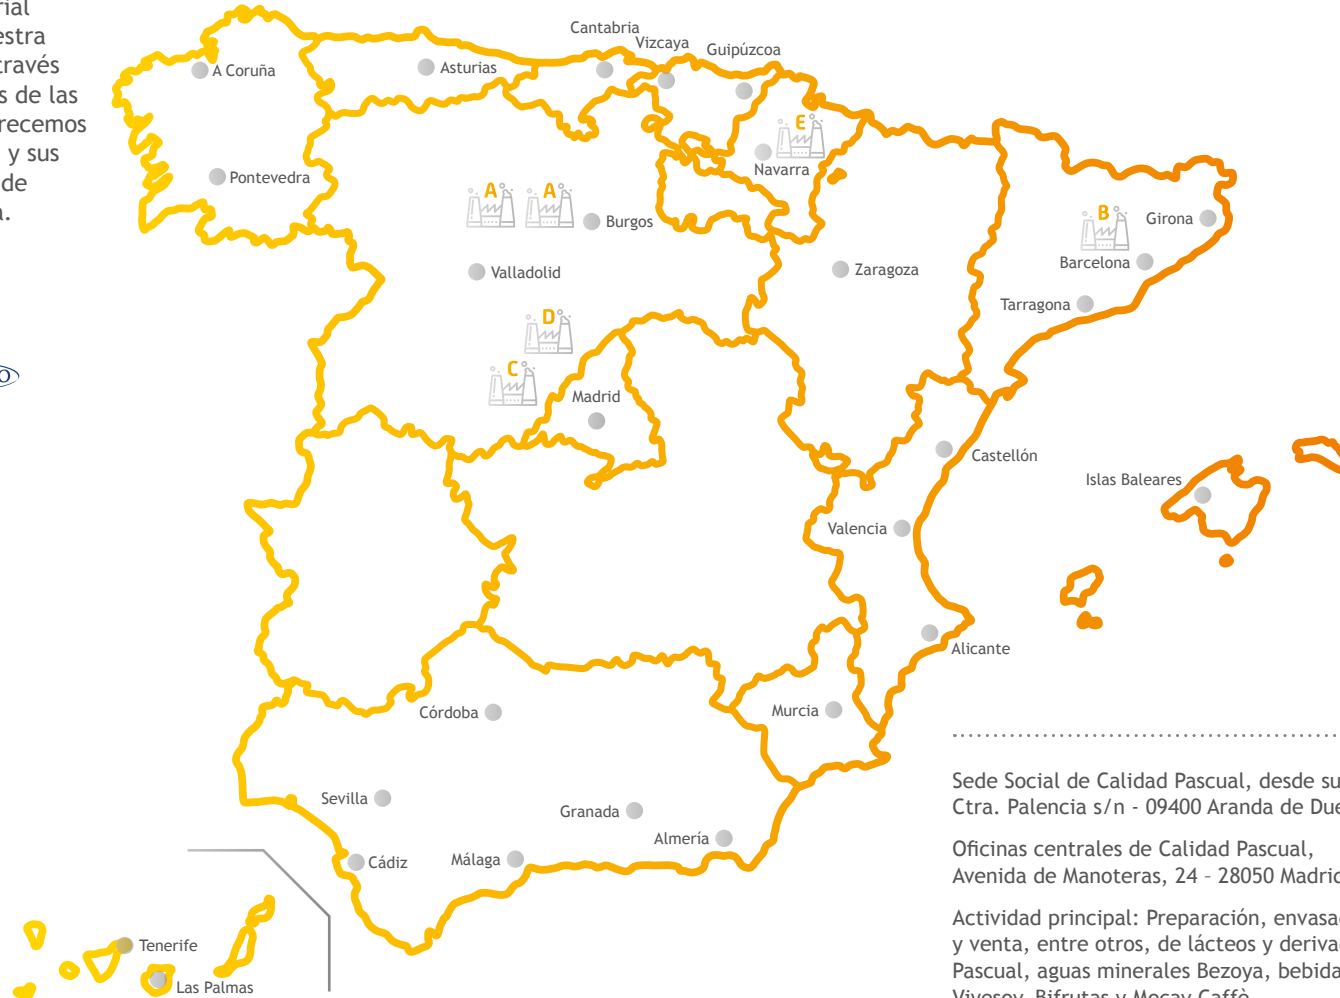 rial
estra
través
s de las
recemos
y sus
de
a.
O
Cantabria
Vizcaya
Guipúzcoa
A Coruña
Asturias
E
Navarra
Pontevedra
A
A
Burgos
B
Girona
Valladolid
Zaragoza
Barcelona
Tarragona
D
C
Madrid
Castellón
Islas Baleares
Valencia
Alicante
Córdoba
Murcia
Sevilla
Granada
Almería
Cádiz
Málaga
Tenerife
Las Palmas
Sede Social de Calidad Pascual, desde su
Ctra. Palencia s/n - 09400 Aranda de Due
Oficinas centrales de Calidad Pascual,
Avenida de Manoteras, 24 – 28050 Madrid
Actividad principal: Preparación, envasa
y venta, entre otros, de lácteos y deriva
Pascual, aguas minerales Bezoya, bebida
Vivesoy, Bifrutas y Mocay Caffè